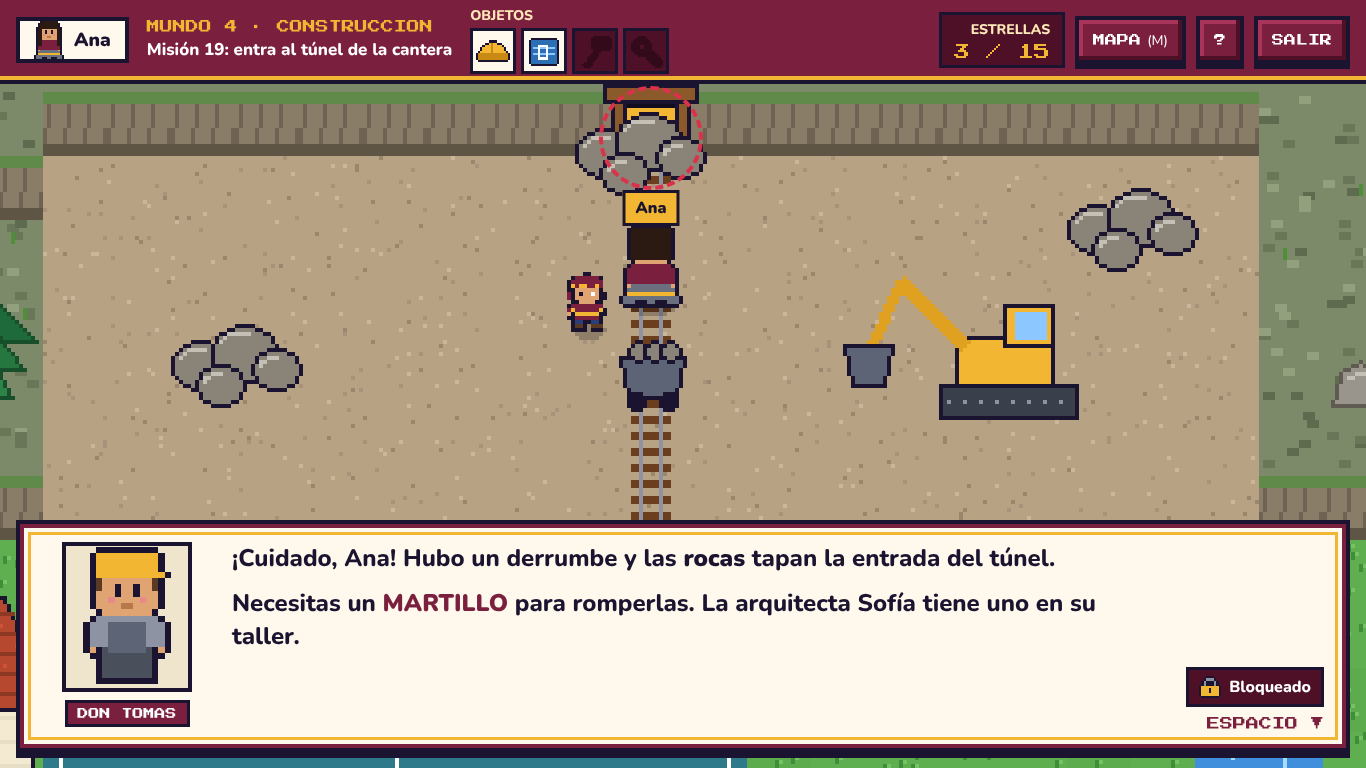 Ana
MUNDO 4 · CONSTRUCCION
Misión 19: entra al túnel de la cantera
OBJETOS
ESTRELLAS
3 / 15
MAPA (M)
?
SALIR
Ana
¡Cuidado, Ana! Hubo un derrumbe y las rocas tapan la entrada del túnel.
Necesitas un MARTILLO para romperlas. La arquitecta Sofía tiene uno en su
taller.
DON TOMAS
Bloqueado
ESPACIO ▼